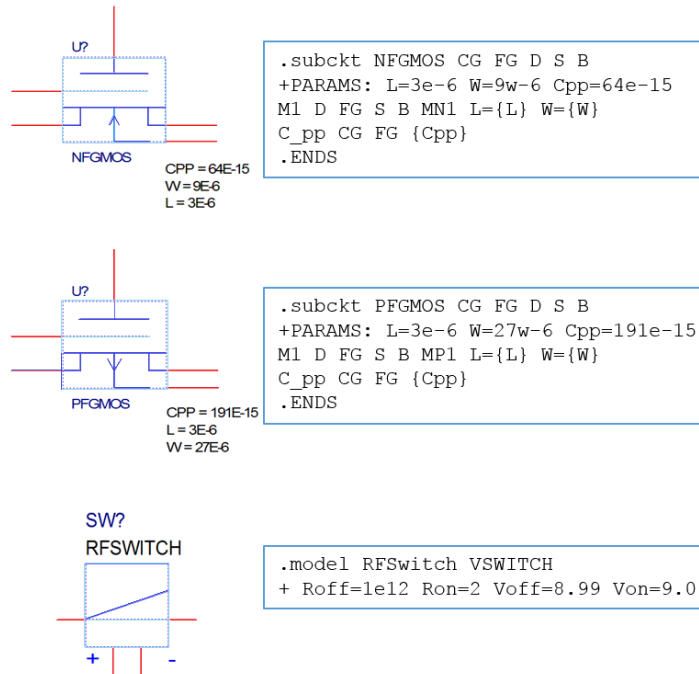 U?
NFGMOS
CPP = 64E-15
W = 9E-6
L = 3E-6
.subckt NFGMOS CG FG D S B
+PARAMS: L=3e-6 W=9w-6 Cpp=64e-15
M1 D FG S B MN1 L={L} W={W}
C_pp CG FG {Cpp}
.ENDS
U?
PFGMOS
CPP = 191E-15
L = 3E-6
W = 27E-6
.subckt PFGMOS CG FG D S B
+PARAMS: L=3e-6 W=27w-6 Cpp=191e-15
M1 D FG S B MP1 L={L} W={W}
C_pp CG FG {Cpp}
.ENDS
SW?
RFSWITCH
+ -
.model RFSwitch VSWITCH
+ Roff=1e12 Ron=2 Voff=8.99 Von=9.0